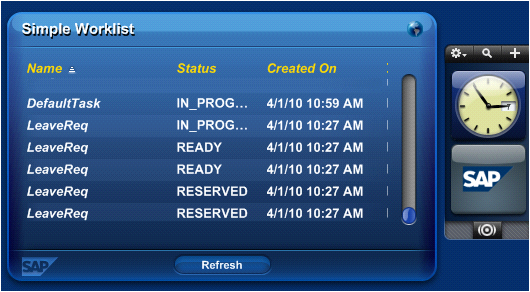 Simple Worklist
Name Status Created On
DefaultTask IN_PROG... 4/1/10 10:59 AM
LeaveReq IN_PROG... 4/1/10 10:27 AM
LeaveReq READY 4/1/10 10:27 AM
LeaveReq READY 4/1/10 10:27 AM
LeaveReq RESERVED 4/1/10 10:27 AM
LeaveReq RESERVED 4/1/10 10:27 AM
SAP
Refresh
SAP